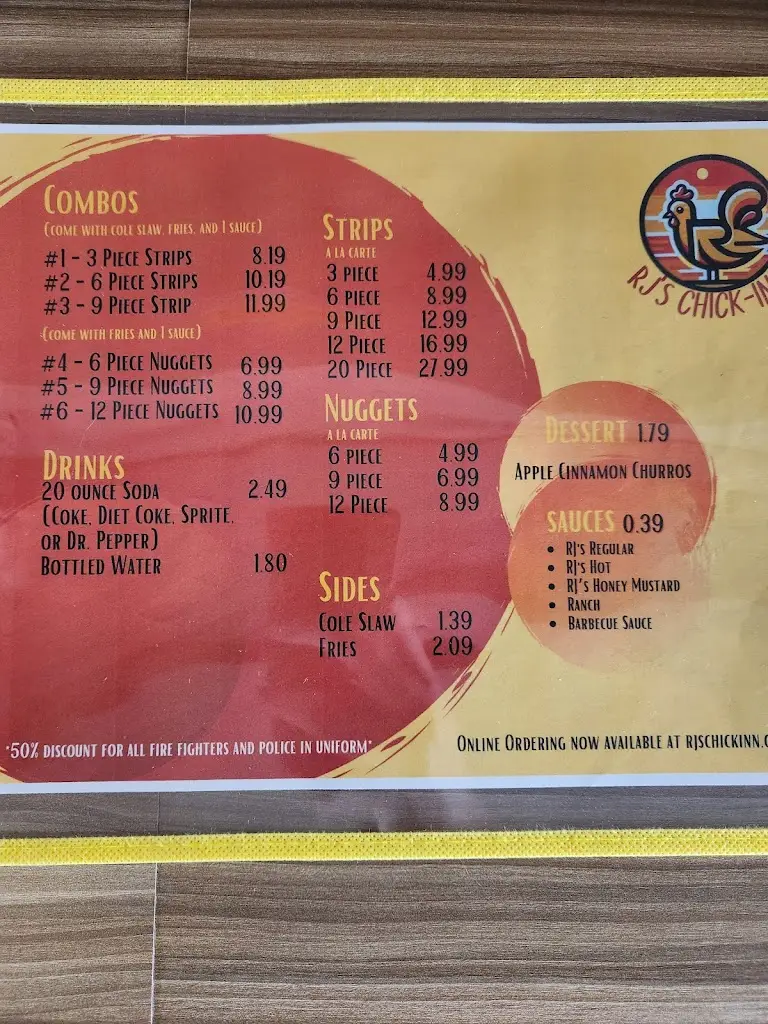 COMBOS
(COME WITH COLE SLAW, FRIES, AND 1 SAUCE)
#1 - 3 PIECE STRIPS 8.19
#2 - 6 PIECE STRIPS 10.19
#3 - 9 PIECE STRIP 11.99
(COME WITH FRIES AND 1 SAUCE)
#4 - 6 PIECE NUGGETS 6.99
#5 - 9 PIECE NUGGETS 8.99
#6 - 12 PIECE NUGGETS 10.99
DRINKS
20 OUNCE SODA 2.49
(COKE, DIET COKE, SPRITE,
OR DR. PEPPER)
BOTTLED WATER 1.80
STRIPS
A LA CARTE
3 PIECE 4.99
6 PIECE 8.99
9 PIECE 12.99
12 PIECE 16.99
20 PIECE 27.99
NUGGETS
A LA CARTE
6 PIECE 4.99
9 PIECE 6.99
12 PIECE 8.99
SIDES
COLE SLAW 1.39
FRIES 2.09
RJ'S CHICK-IN
DESSERT 1.79
APPLE CINNAMON CHURROS
SAUCES 0.39
• RJ'S REGULAR
• RJ'S HOT
• RJ'S HONEY MUSTARD
• RANCH
• BARBECUE SAUCE
*50% DISCOUNT FOR ALL FIRE FIGHTERS AND POLICE IN UNIFORM*
ONLINE ORDERING NOW AVAILABLE AT RJSCHICKINN.